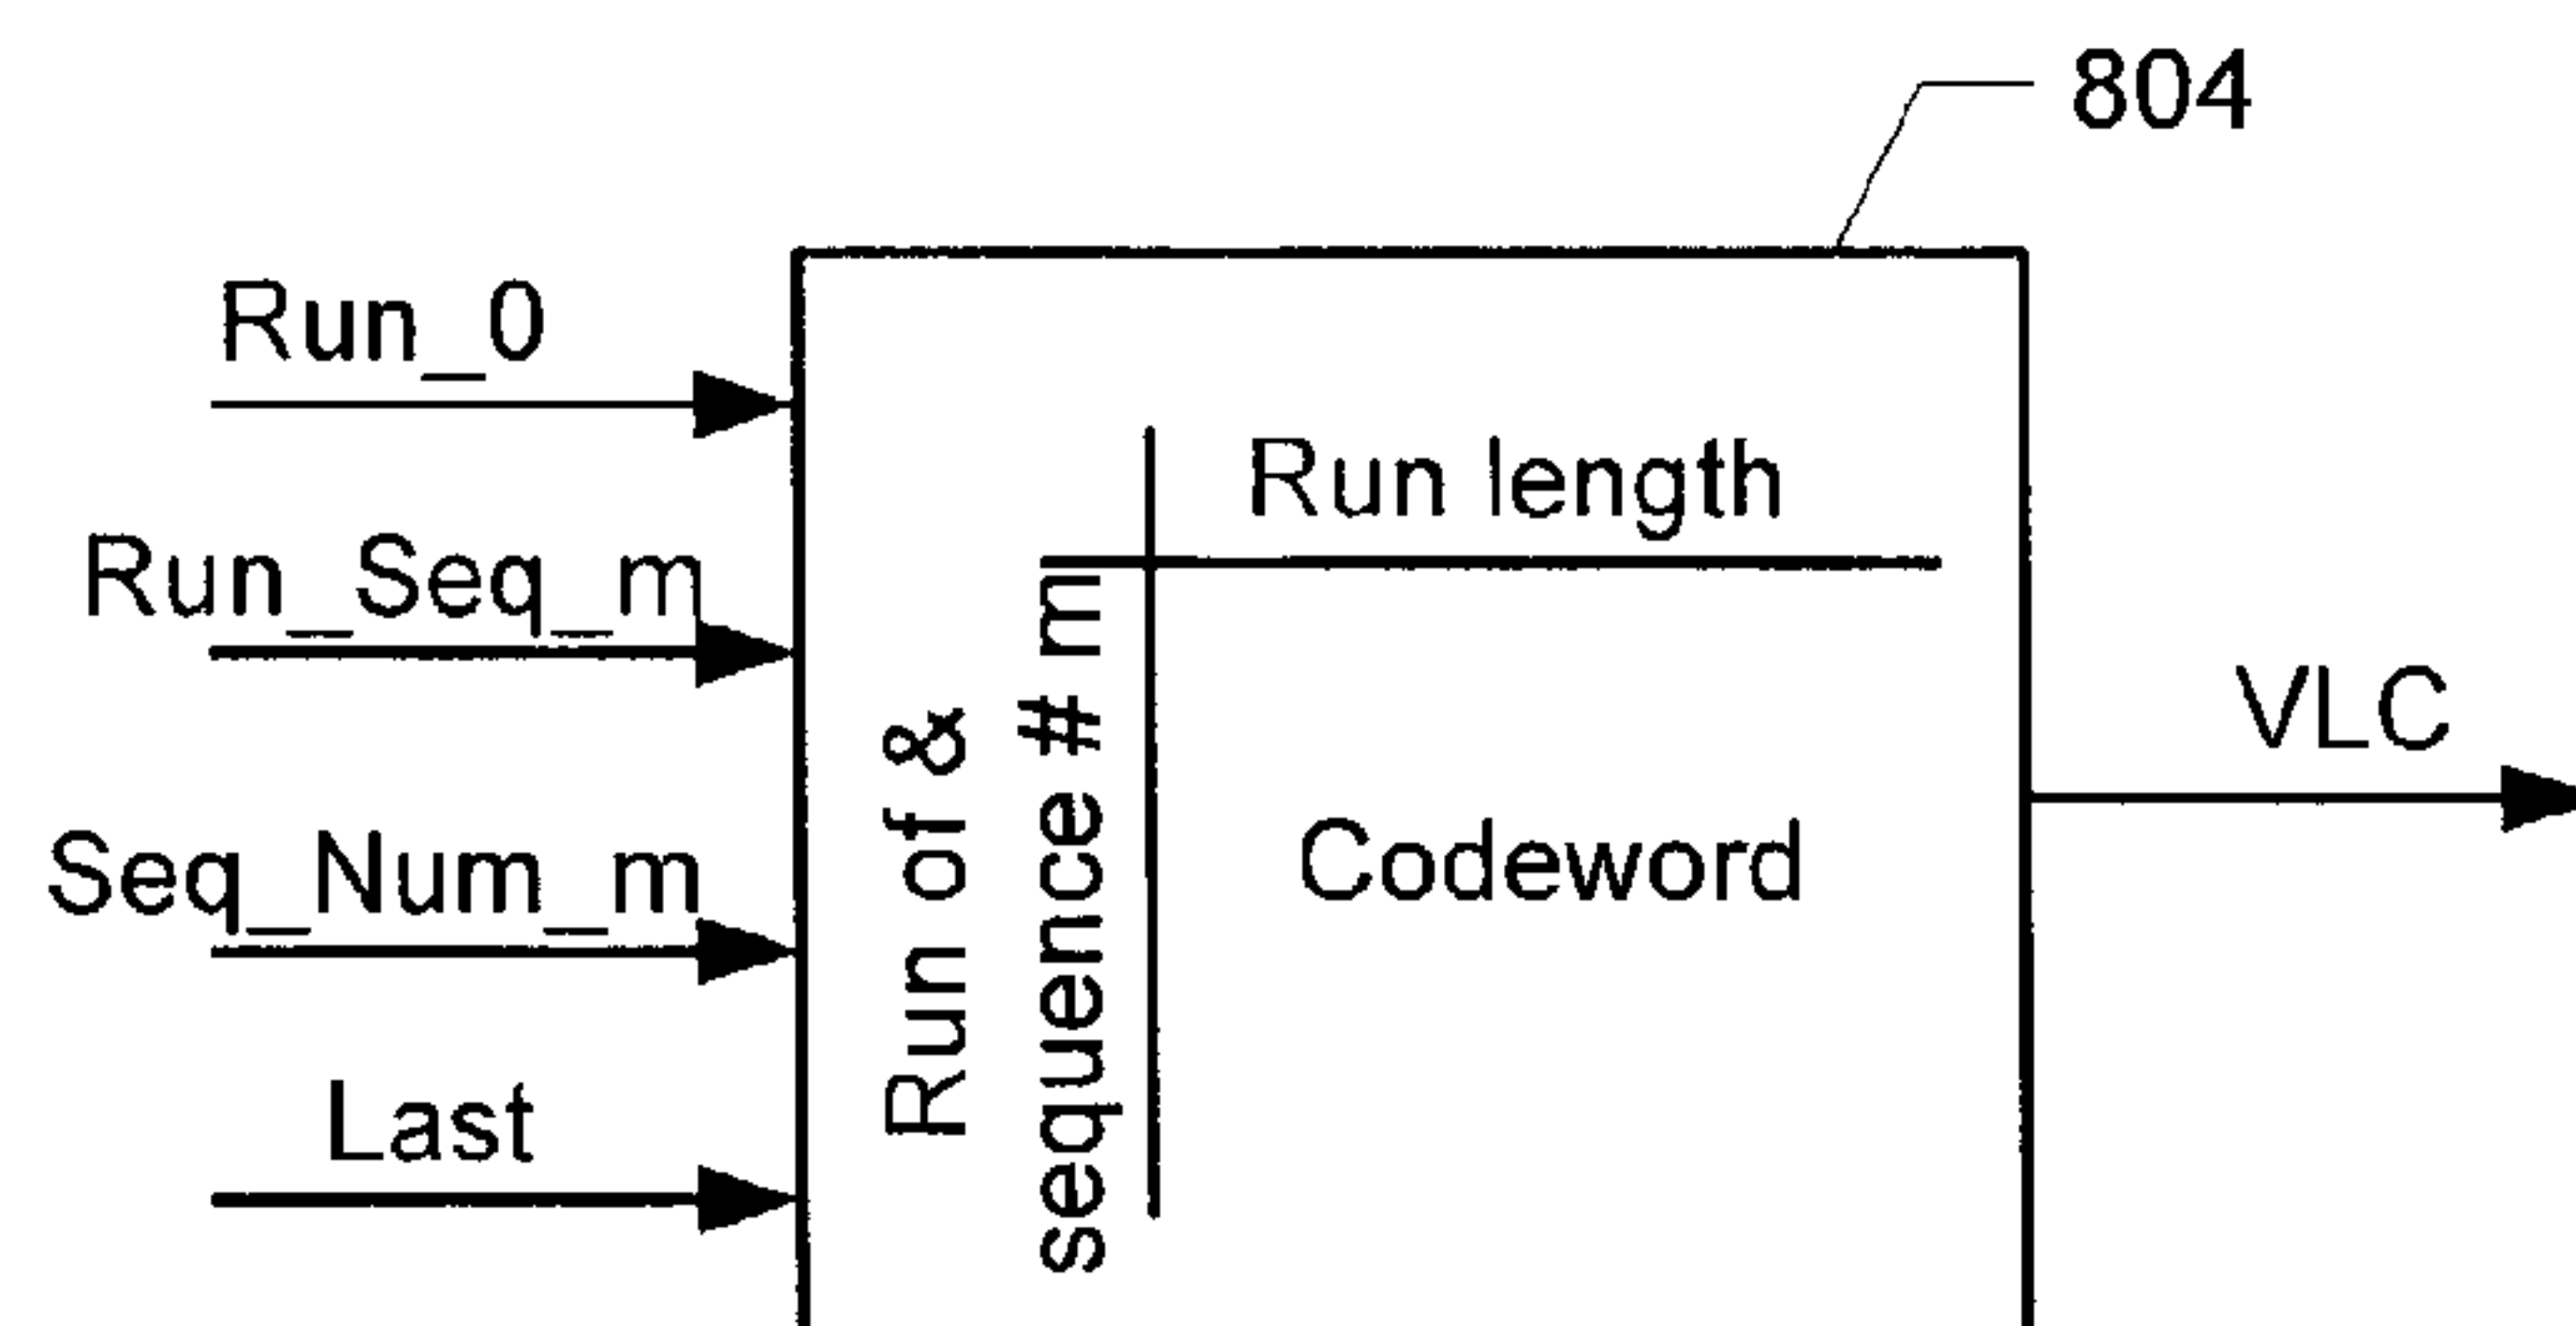 804
Run_0
Run_Seq_m
Seq_Num_m
Last
Run length
Run of &
sequence # m
Codeword
VLC